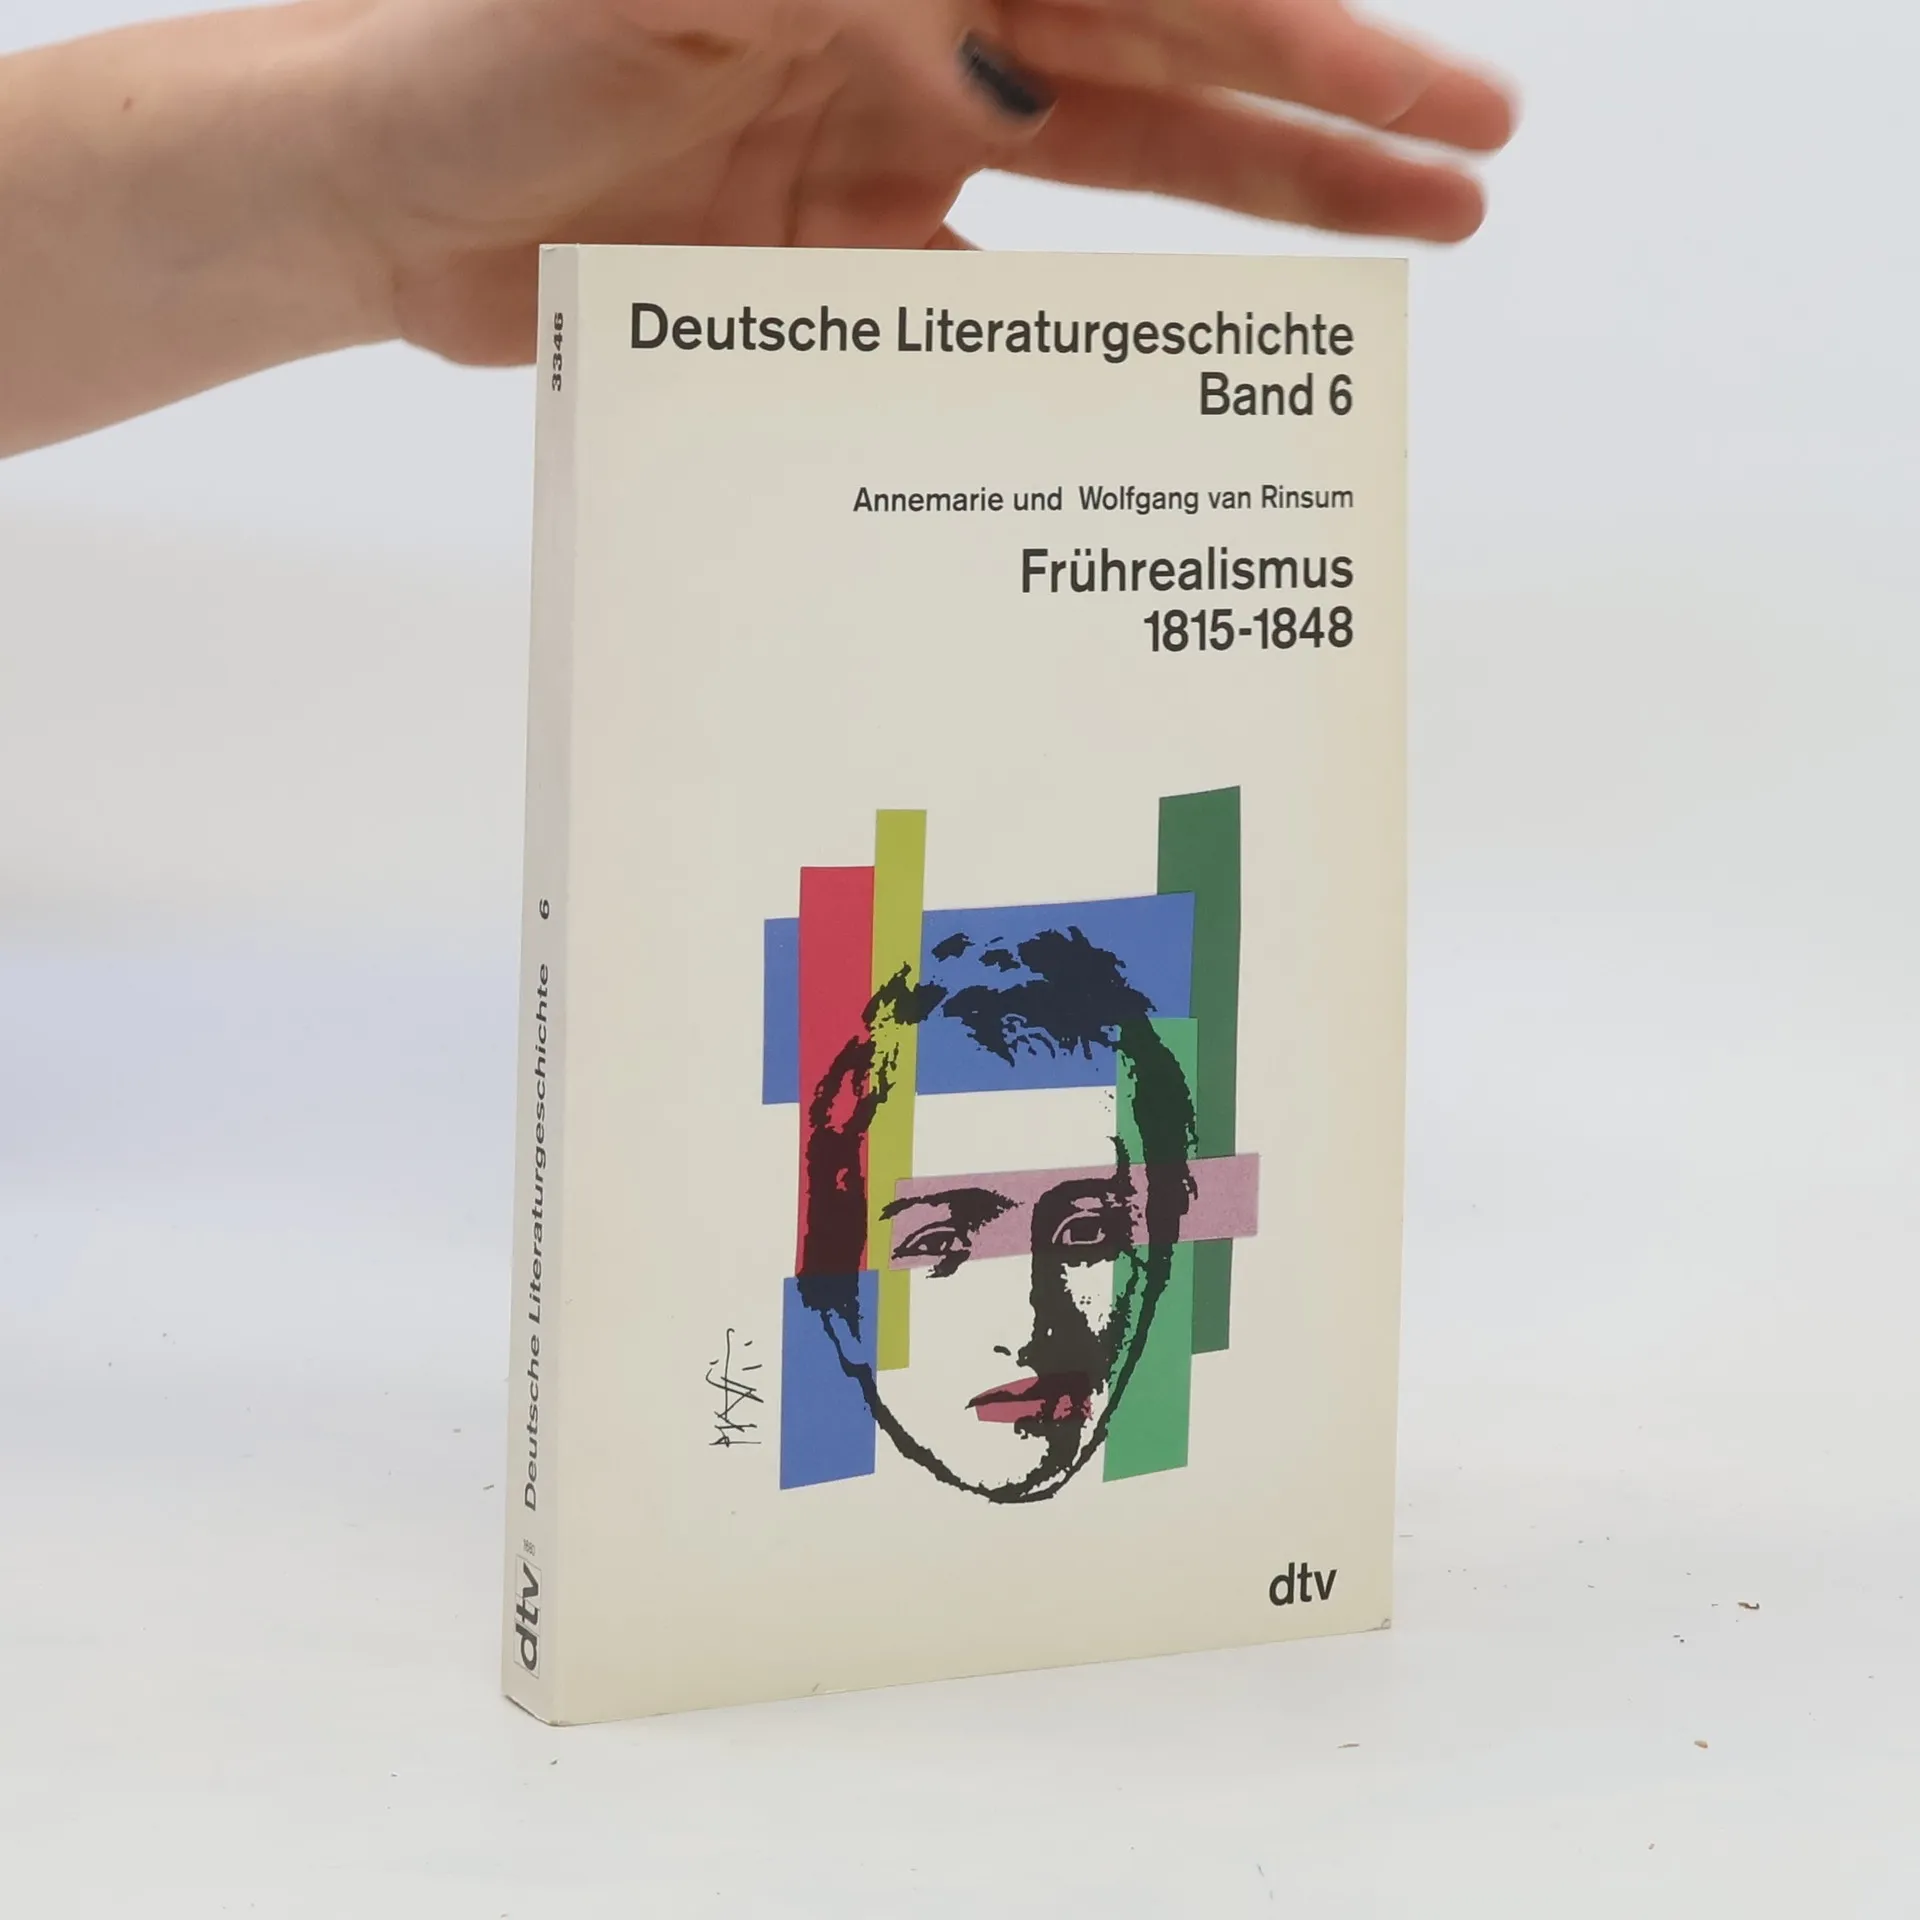 Deutsche Literaturgeschichte
Band 6
Annemarie und Wolfgang van Rinsum
Frührealismus
1815-1848
dtv
3346
Deutsche Literaturgeschichte 6
dtv